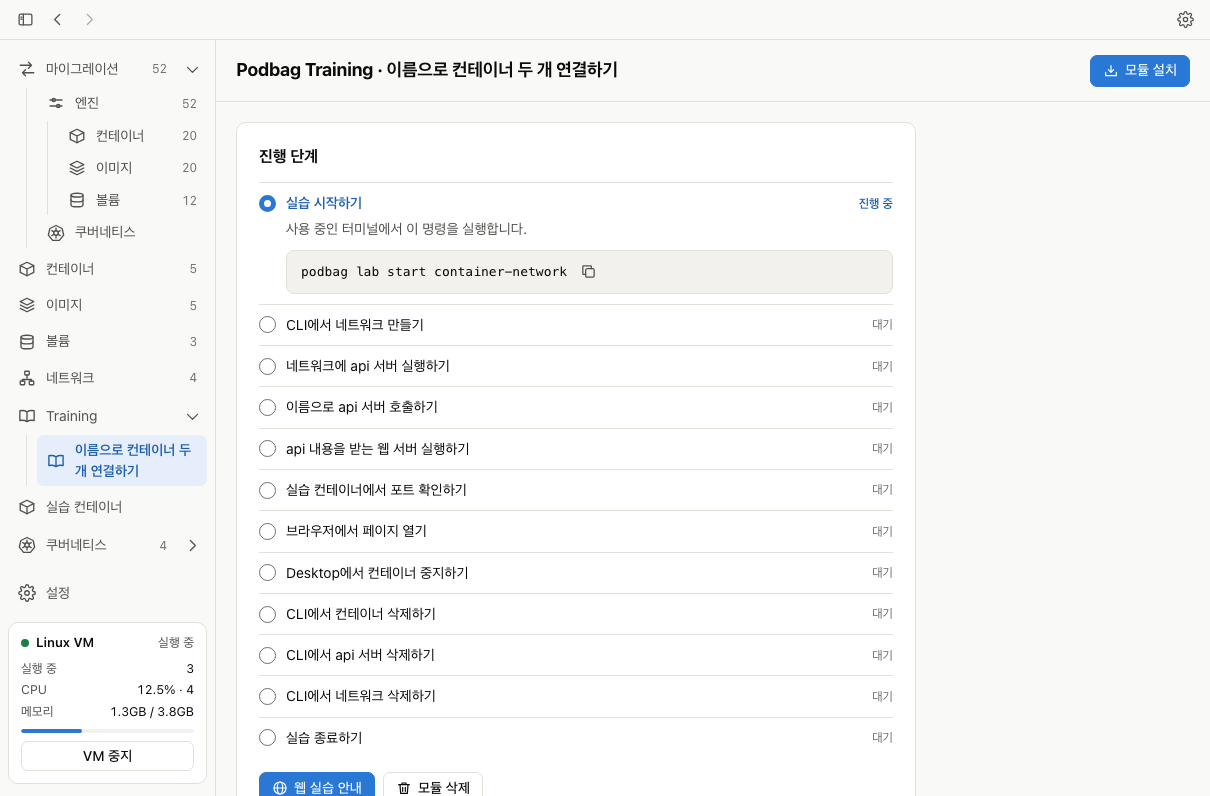 Podbag Training · 이름으로 컨테이너 두 개 연결하기
모듈 설치
마이그레이션 52
엔진 52
컨테이너 20
이미지 20
볼륨 12
쿠버네티스
컨테이너 5
이미지 5
볼륨 3
네트워크 4
Training
이름으로 컨테이너 두
개 연결하기
실습 컨테이너
쿠버네티스 4
설정
Linux VM 실행 중
실행 중 3
CPU 12.5% · 4
메모리 1.3GB / 3.8GB
VM 중지
진행 단계
실습 시작하기 진행 중
사용 중인 터미널에서 이 명령을 실행합니다.
podbag lab start container-network
CLI에서 네트워크 만들기 대기
네트워크에 api 서버 실행하기 대기
이름으로 api 서버 호출하기 대기
api 내용을 받는 웹 서버 실행하기 대기
실습 컨테이너에서 포트 확인하기 대기
브라우저에서 페이지 열기 대기
Desktop에서 컨테이너 중지하기 대기
CLI에서 컨테이너 삭제하기 대기
CLI에서 api 서버 삭제하기 대기
CLI에서 네트워크 삭제하기 대기
실습 종료하기 대기
웹 실습 안내 모듈 삭제